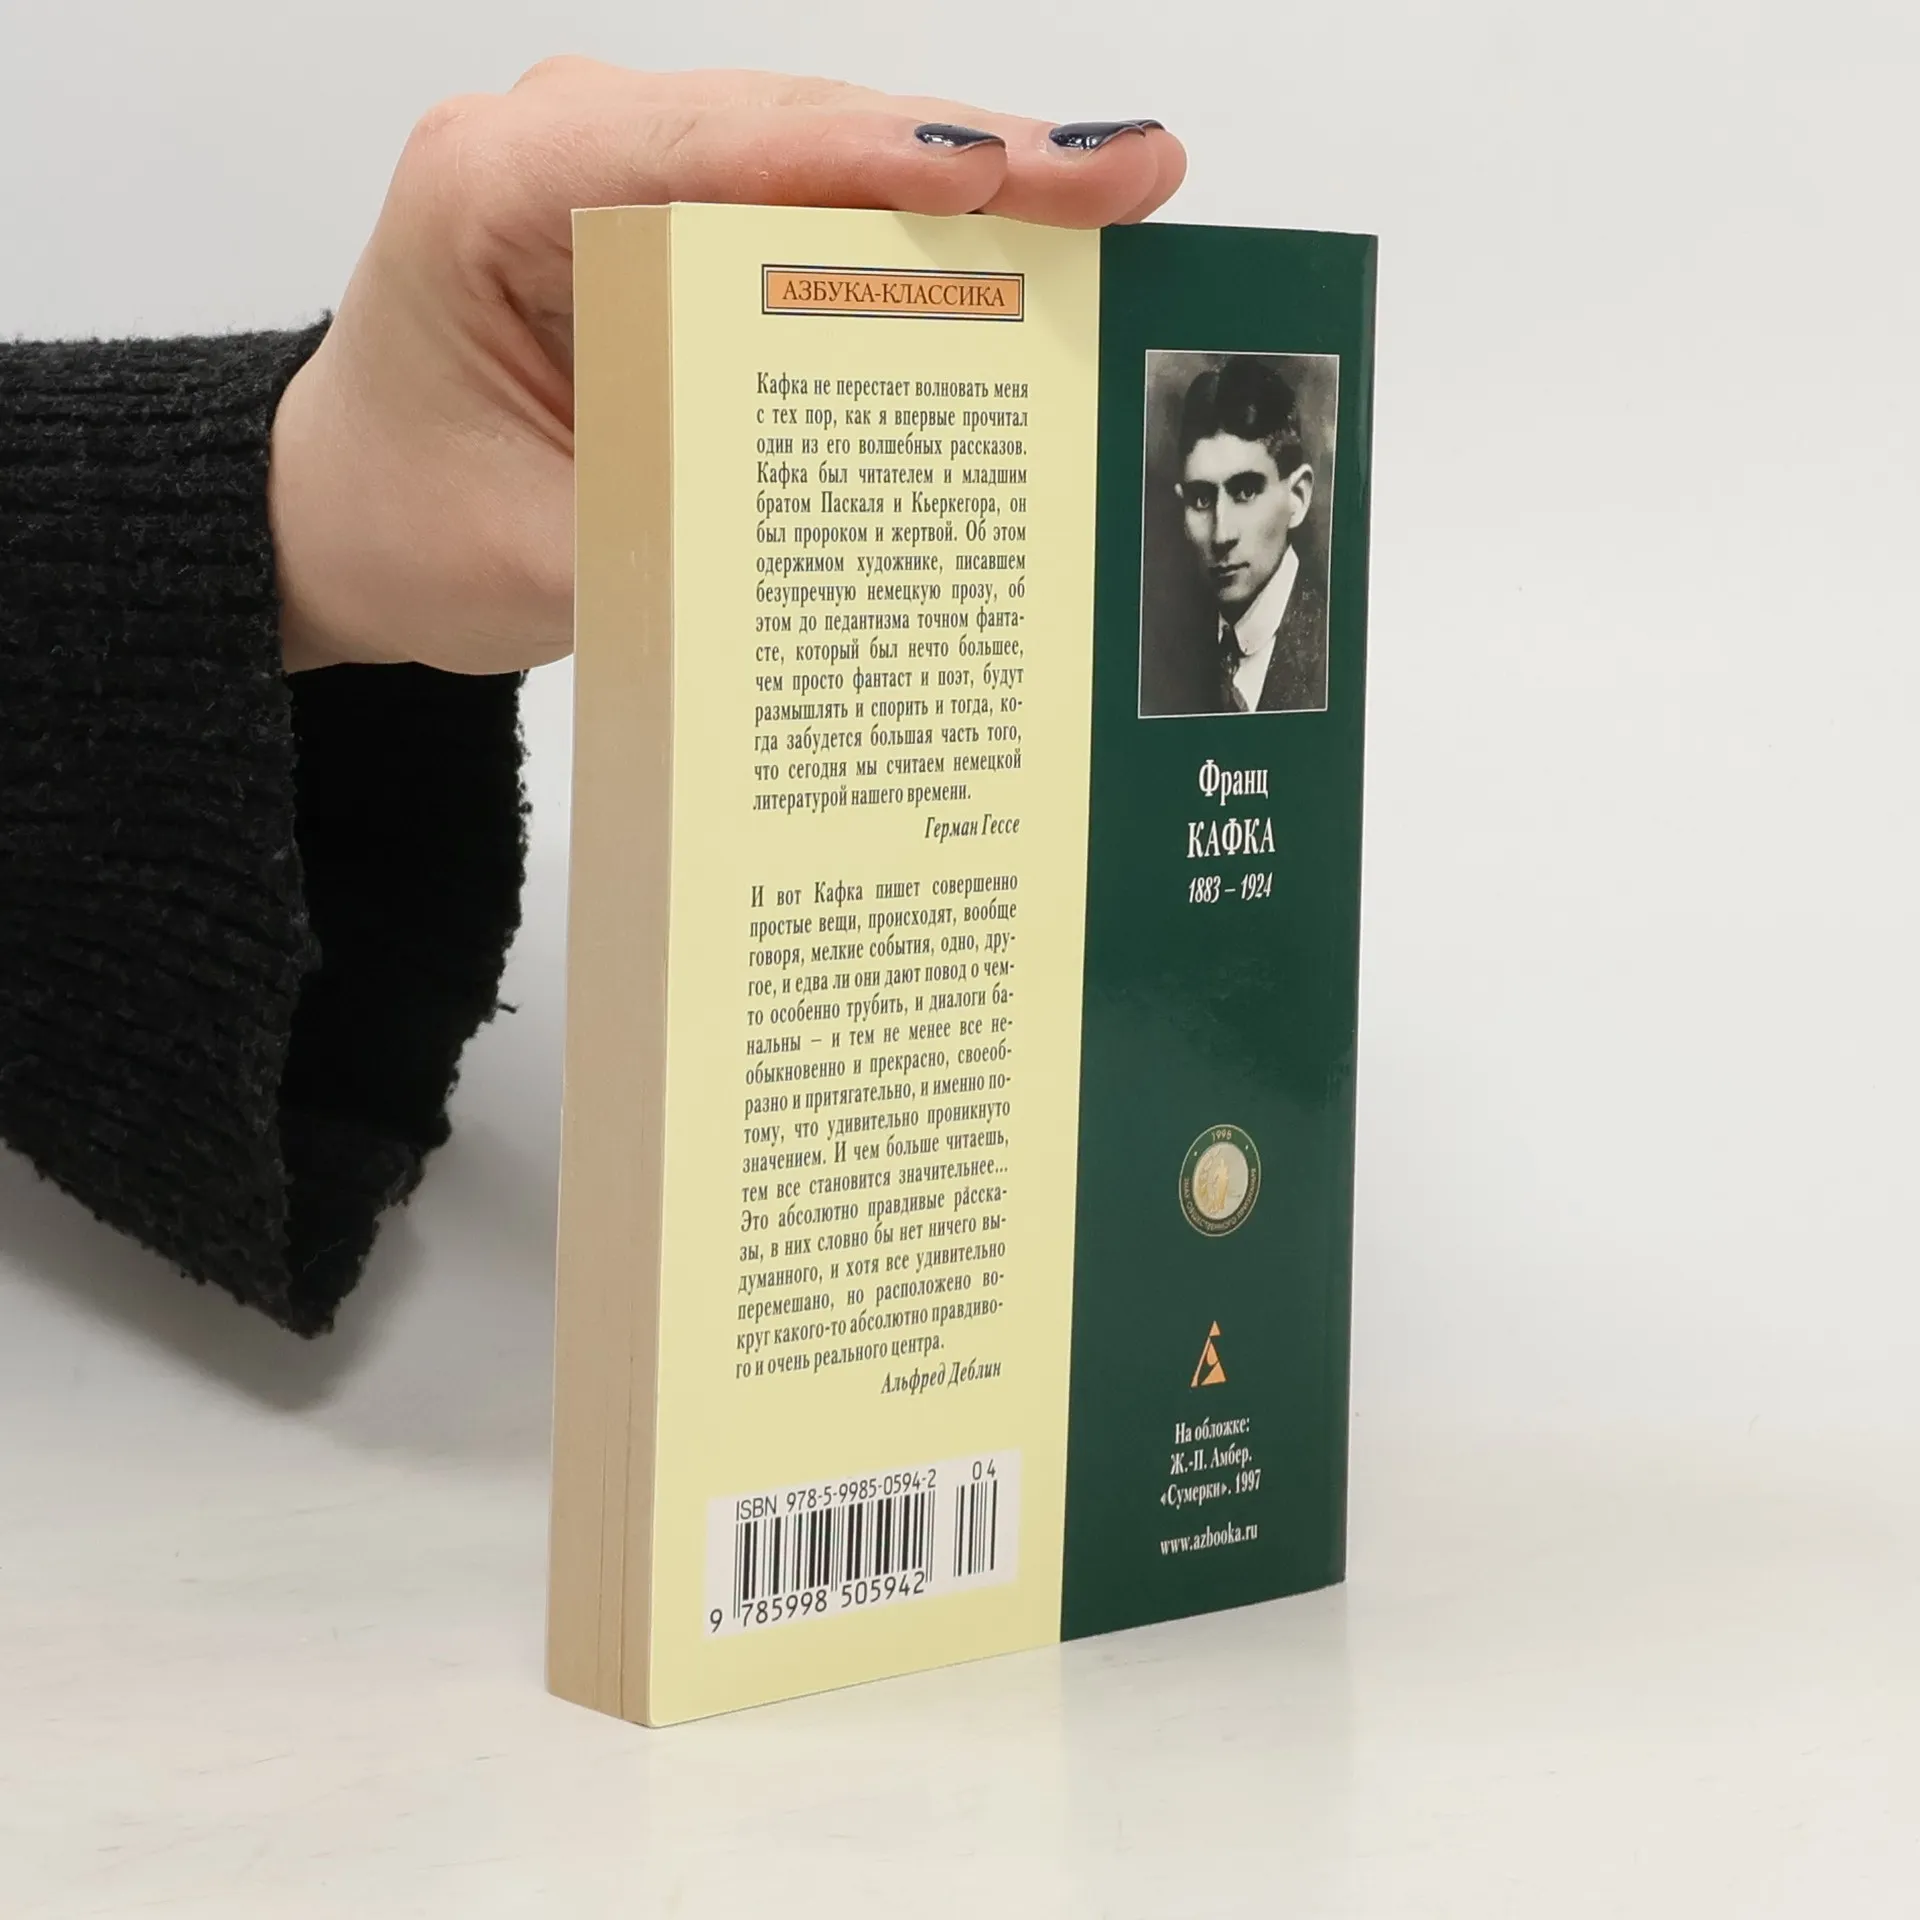 АЗБУКА-КЛАССИКА
Кафка не перестает волновать меня
с тех пор, как я впервые прочитал
один из его волшебных рассказов.
Кафка был читателем и младшим
братом Паскаля и Кьеркегора, он
был пророком и жертвой. Об этом
одержимом художнике, писавшем
безупречную немецкую прозу, об
этом до педантизма точном фанта-
сте, который был нечто большее,
чем просто фантаст и поэт, будут
размышлять и спорить и тогда, ко-
гда забудется большая часть того,
что сегодня мы считаем немецкой
литературой нашего времени.
Герман Гессе
И вот Кафка пишет совершенно
простые вещи, происходят, вообще
говоря, мелкие события, одно, дру-
гое, и едва ли они дают повод о чем-
то особенно трубить, и диалоги ба-
нальны – и тем не менее все не-
обыкновенно и прекрасно, своеоб-
разно и притягательно, и именно по-
тому, что удивительно проникнуто
значением. И чем больше читаешь,
тем все становится значительнее...
Это абсолютно правдивые расска-
зы, в них словно бы нет ничего вы-
думанного, и хотя все удивительно
перемешано, но расположено во-
круг какого-то абсолютно правдиво-
го и очень реального центра.
Альфред Деблин
ISBN 978-5-9985-0594-2
04
9 785998 505942
Франц
КАФКА
1883 – 1924
1998
ЗНАК ОБЩЕСТВЕННОГО ПРИЗНАНИЯ
На обложке:
Ж.-П. Амбер.
«Сумерки». 1997
www.azbooka.ru